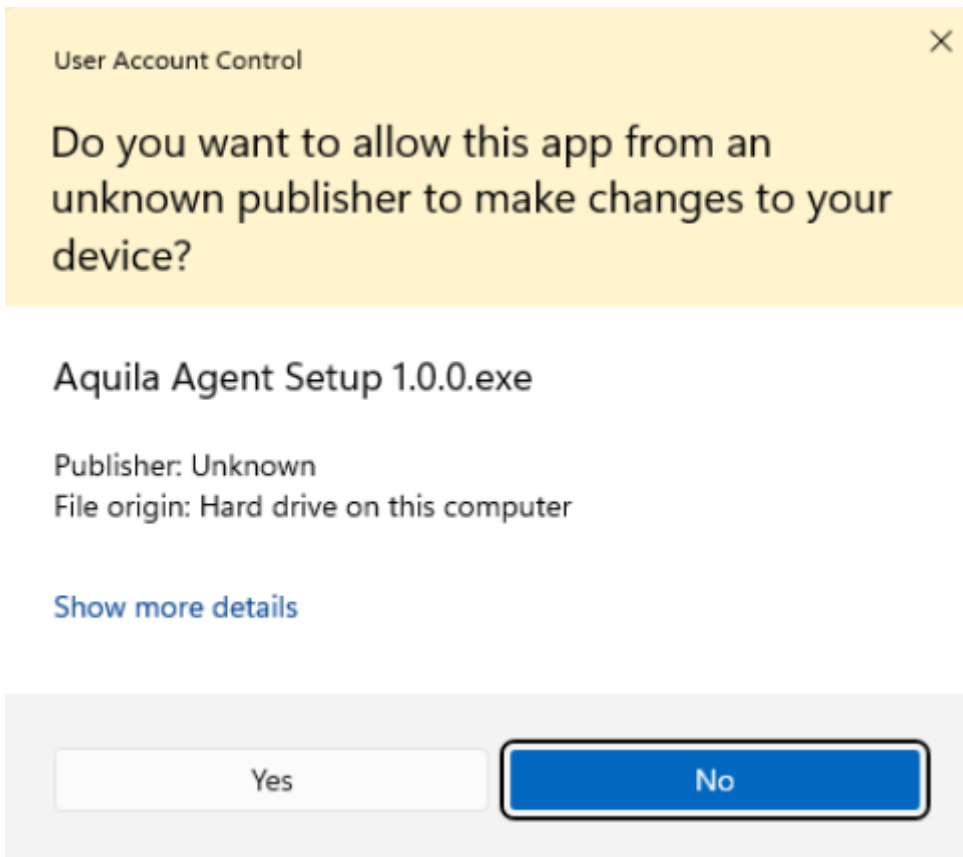 User Account Control
Do you want to allow this app from an
unknown publisher to make changes to your
device?
Aquila Agent Setup 1.0.0.exe
Publisher: Unknown
File origin: Hard drive on this computer
Show more details
Yes
No